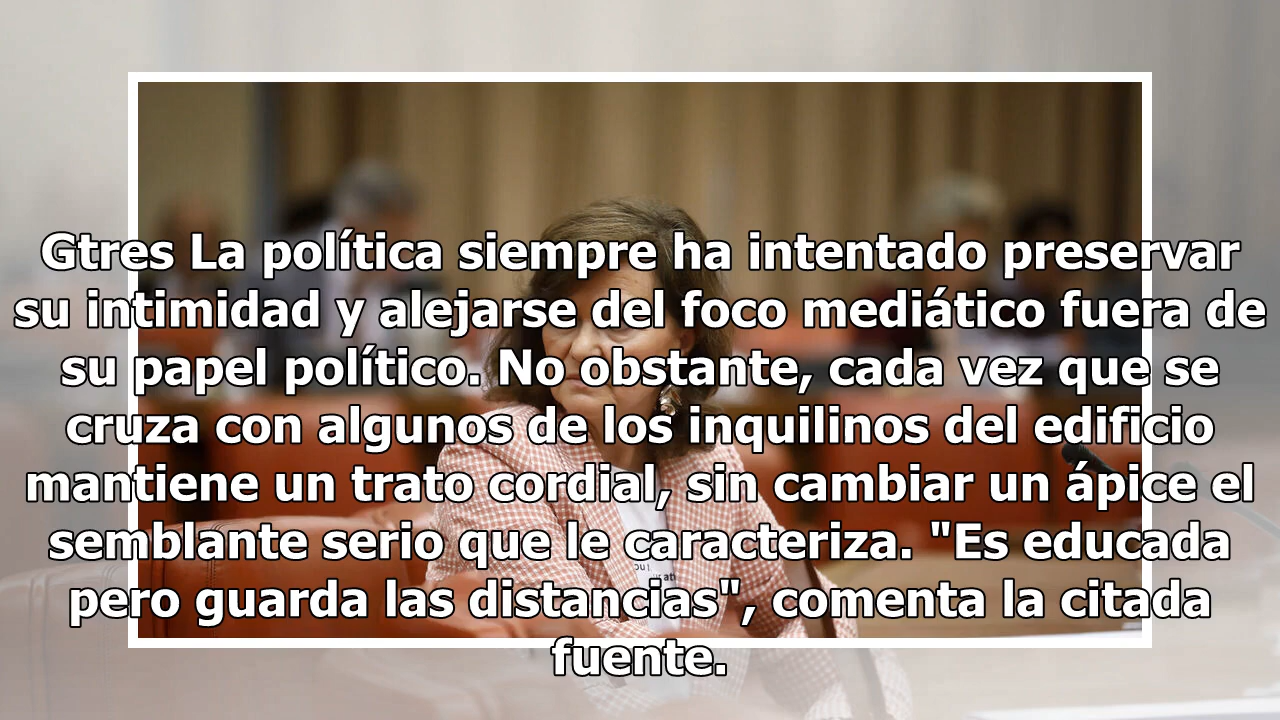 Gtres La política siempre ha intentado preservar
su intimidad y alejarse del foco mediático fuera de
su papel político. No obstante, cada vez que se
cruza con algunos de los inquilinos del edificio
mantiene un trato cordial, sin cambiar un ápice el
semblante serio que le caracteriza. "Es educada
pero guarda las distancias", comenta la citada
fuente.